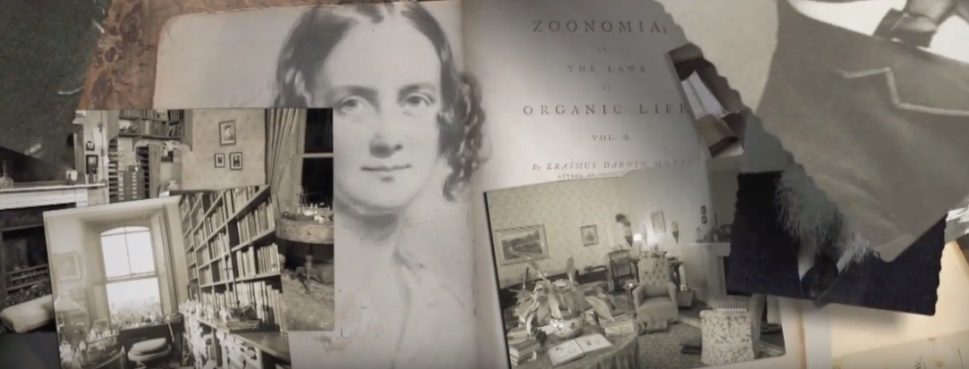 ZOONOMIA;
THE LAWS
ORGANIC LIFE
VOL. II
By ERASMUS DARWIN